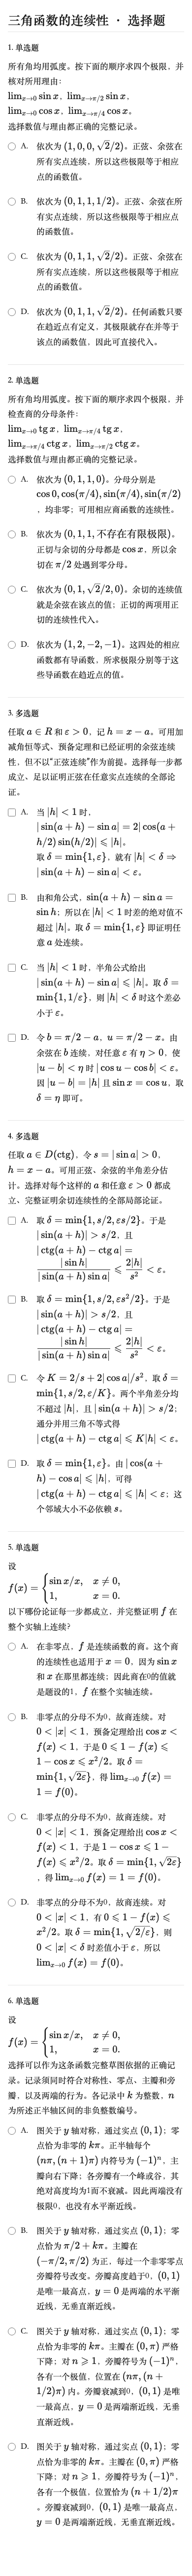 三角函数的连续性 · 选择题
1. 单选题
所有角均用弧度。按下面的顺序求四个极限，并
核对所用理由：
lim_{x→0} sin x，lim_{x→π/2} sin x，
lim_{x→0} cos x，lim_{x→π/4} cos x。
选择数值与理由都正确的完整记录。
A. 依次为 (1, 0, 0, √2/2)。正弦、余弦在
所有实点连续，所以这些极限等于相应
点的函数值。
B. 依次为 (0, 1, 1, 1/2)。正弦、余弦在所
有实点连续，所以这些极限等于相应点
的函数值。
C. 依次为 (0, 1, 1, √2/2)。正弦、余弦在
所有实点连续，所以这些极限等于相应
点的函数值。
D. 依次为 (0, 1, 1, √2/2)。任何函数只要
在趋近点有定义，其极限就存在并等于
该点的函数值，因此可直接代入。
2. 单选题
所有角均用弧度。按下面的顺序求四个极限，并
检查商的分母条件：
lim_{x→0} tg x，lim_{x→π/4} tg x，
lim_{x→π/4} ctg x，lim_{x→π/2} ctg x。
选择数值与理由都正确的完整记录。
A. 依次为 (0, 1, 1, 0)。分母分别是
cos 0, cos(π/4), sin(π/4), sin(π/2)
，均非零；可用相应商函数的连续性。
B. 依次为 (0, 1, 1, 不存在有限极限)。
正切与余切的分母都是 cos x，所以余
切在 π/2 处遇到零分母。
C. 依次为 (0, 1, √2/2, 0)。余切的连续值
就是余弦在该点的值；正切的两项用正
切的连续性代入。
D. 依次为 (1, 2, −2, −1)。这四处的相应
函数都有导函数，所求极限分别等于这
些导函数在趋近点的值。
3. 多选题
任取 a ∈ R 和 ε > 0，记 h = x − a。可用加
减角恒等式、预备定理和已经证明的余弦连续
性，但不以“正弦连续”作为前提。选择每一步都
成立、足以证明正弦在任意实点连续的全部论
证。
A. 当 |h| < 1 时，
| sin(a + h) − sin a| = 2| cos(a +
h/2) sin(h/2)| ⩽ |h|。
取 δ = min{1, ε}，就有 |h| < δ ⇒
| sin(a + h) − sin a| < ε。
B. 由和角公式，sin(a + h) − sin a =
sin h；所以在 |h| < 1 时差的绝对值不
超过 |h|。取 δ = min{1, ε} 即证明任
意 a 处连续。
C. 当 |h| < 1 时，半角公式给出
| sin(a + h) − sin a| ⩽ |h|。取 δ =
min{1, 1/ε}，则 |h| < δ 时这个差必
小于 ε。
D. 令 b = π/2 − a，u = π/2 − x。由
余弦在 b 连续，对任意 ε 有 η > 0，使
|u − b| < η 时 | cos u − cos b| < ε。
因 |u − b| = |h| 且 sin x = cos u，取
δ = η 即可。
4. 多选题
任取 a ∈ D(ctg)，令 s = | sin a| > 0，
h = x − a。可用正弦、余弦的半角差分估
计。选择对每个这样的 a 和任意 ε > 0 都成
立、完整证明余切连续性的全部局部论证。
A. 取 δ = min{1, s/2, εs/2}。于是
| sin(a + h)| > s/2，且
| ctg(a + h) − ctg a| =
| sin h| / | sin(a + h) sin a| ⩽ 2|h| / s² < ε。
B. 取 δ = min{1, s/2, εs²/2}。于是
| sin(a + h)| > s/2，且
| ctg(a + h) − ctg a| =
| sin h| / | sin(a + h) sin a| ⩽ 2|h| / s² < ε。
C. 令 K = 2/s + 2| cos a|/s²，取 δ =
min{1, s/2, ε/K}。两个半角差分均
不超过 |h|，且 | sin(a + h)| > s/2；
通分并用三角不等式得
| ctg(a + h) − ctg a| ⩽ K|h| < ε。
D. 取 δ = min{1, ε}。由 | cos(a +
h) − cos a| ⩽ |h|，可得
| ctg(a + h) − ctg a| ⩽ |h| < ε；这
个邻域大小不必依赖 s。
5. 单选题
设
f(x) = { sin x/x, x ≠ 0,
1, x = 0.
以下哪份论证每一步都成立，并完整证明 f 在
整个实轴上连续？
A. 在非零点，f 是连续函数的商。这个商
的连续性也适用于 x = 0，因为 sin x
和 x 在那里都连续；因此商在0的值就
是题设的1，f 在整个实轴连续。
B. 非零点的分母不为0，故商连续。对
0 < |x| < 1，预备定理给出 cos x <
f(x) < 1，于是 0 ⩽ 1 − f(x) ⩽
1 − cos x ⩽ x²/2。取 δ =
min{1, √2ε}，得 lim_{x→0} f(x) =
1 = f(0)。
C. 非零点的分母不为0，故商连续。对
0 < |x| < 1，预备定理给出 cos x <
f(x) < 1；于是 1 − cos x ⩽ 1 −
f(x) ⩽ x²/2。取 δ = min{1, √2ε}
，得 lim_{x→0} f(x) = 1 = f(0)。
D. 非零点的分母不为0，故商连续。对
0 < |x| < 1，有 0 ⩽ 1 − f(x) ⩽
x²/2。取 δ = min{1, √2/ε}，则
0 < |x| < δ 时差值小于 ε，所以
lim_{x→0} f(x) = f(0)。
6. 单选题
设
f(x) = { sin x/x, x ≠ 0,
1, x = 0.
选择可以作为这条函数完整草图依据的正确记
录。记录须同时符合对称性、零点、主瓣和旁
瓣，以及两端的行为。各记录中 k 为整数，n
为所述正半轴区间的非负整数编号。
A. 图关于 y 轴对称，通过实点 (0, 1)；零
点恰为非零的 kπ。正半轴每个
(nπ, (n + 1)π) 内符号为 (−1)ⁿ，主
瓣向右下降；各旁瓣有一个峰或谷，其
绝对高度均为1而不衰减。因此两端没有
极限0，也没有水平渐近线。
B. 图关于 y 轴对称，通过实点 (0, 1)；零
点恰为 π/2 + kπ。主瓣在
(−π/2, π/2) 为正，每过一个非零零点
旁瓣符号改变。旁瓣高度趋于0，(0, 1)
是唯一最高点，y = 0 是两端的水平渐
近线，无垂直渐近线。
C. 图关于 y 轴对称，通过实点 (0, 1)；零
点恰为非零的 kπ。主瓣在 (0, π) 严格
下降；对 n ⩾ 1，旁瓣符号为 (−1)ⁿ，
各有一个极值，位置在 (nπ, (n +
1/2)π) 内。旁瓣衰减到0，(0, 1) 是唯
一最高点，y = 0 是两端渐近线，无垂
直渐近线。
D. 图关于 y 轴对称，通过实点 (0, 1)；零
点恰为非零的 kπ。主瓣在 (0, π) 严格
下降；对 n ⩾ 1，旁瓣符号为 (−1)ⁿ，
各有一个极值，位置恰为 (n + 1/2)π
。旁瓣衰减到0，(0, 1) 是唯一最高点，
y = 0 是两端渐近线，无垂直渐近线。